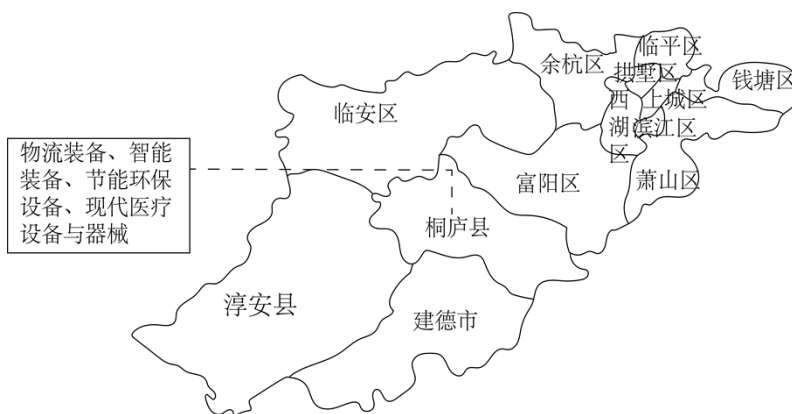 临平区
余杭区
拱墅区
钱塘区
西湖区
上城区
临安区
滨江区
物流装备、智能
装备、节能环保
设备、现代医疗
设备与器械
富阳区
萧山区
桐庐县
淳安县
建德市